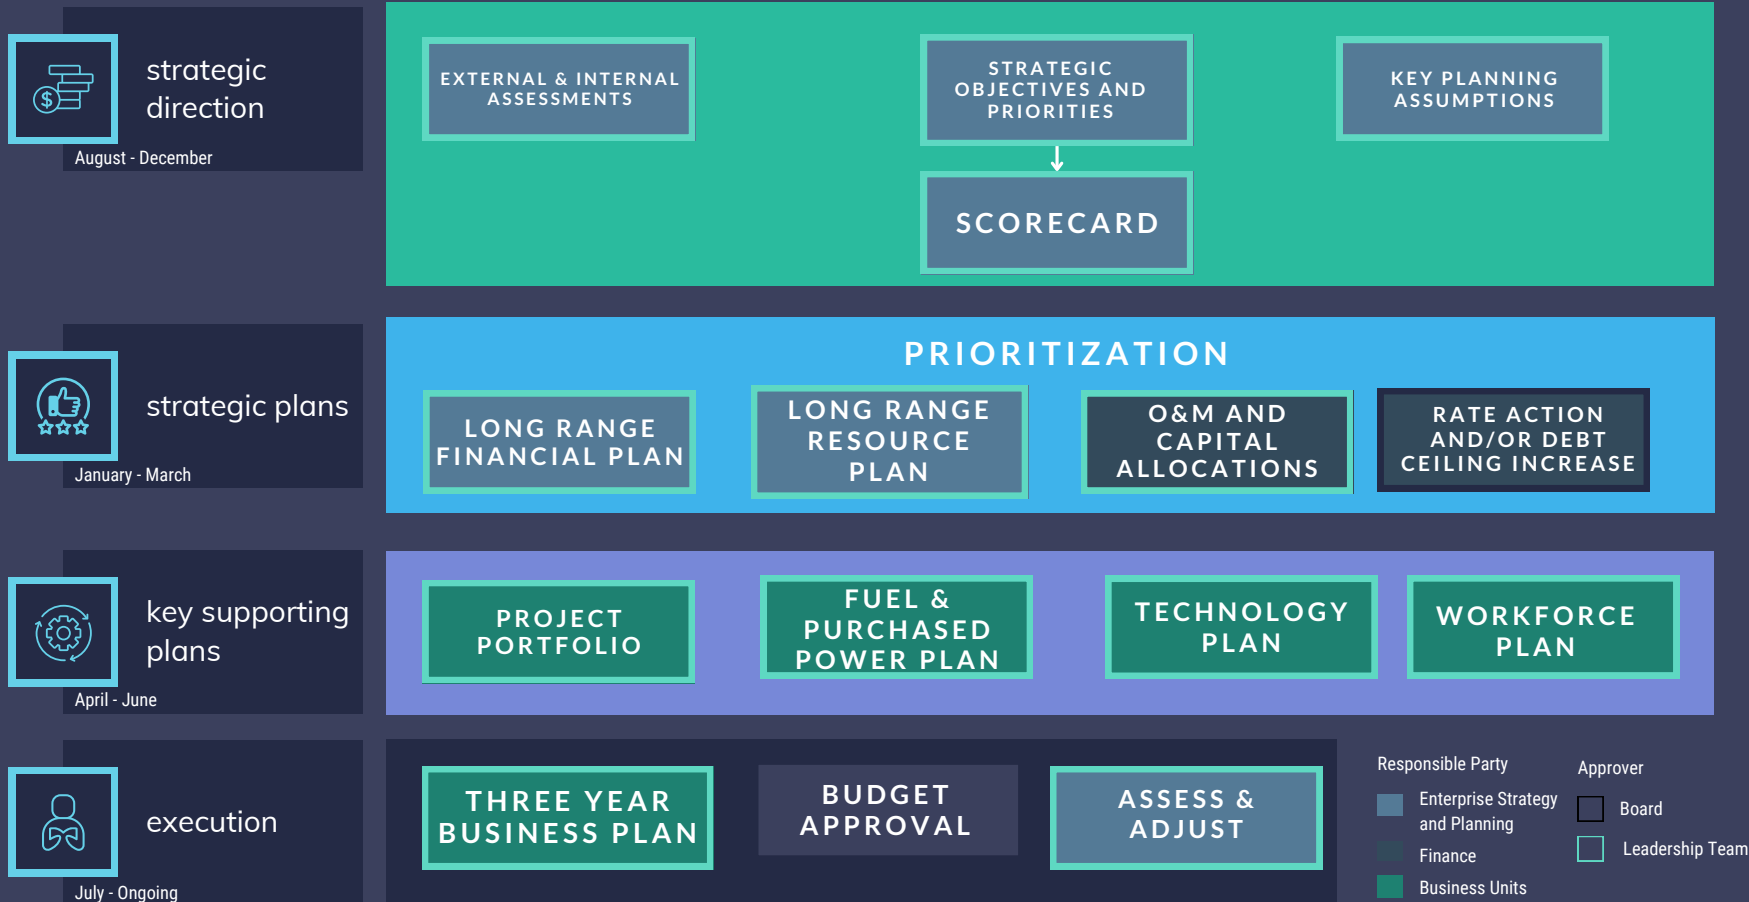 strategic
direction
August - December
EXTERNAL & INTERNAL
ASSESSMENTS
STRATEGIC
OBJECTIVES AND
PRIORITIES
KEY PLANNING
ASSUMPTIONS
SCORECARD
strategic plans
January - March
PRIORITIZATION
LONG RANGE
FINANCIAL PLAN
LONG RANGE
RESOURCE
PLAN
O&M AND
CAPITAL
ALLOCATIONS
RATE ACTION
AND/OR DEBT
CEILING INCREASE
key supporting
plans
April - June
PROJECT
PORTFOLIO
FUEL &
PURCHASED
POWER PLAN
TECHNOLOGY
PLAN
WORKFORCE
PLAN
execution
July - Ongoing
THREE YEAR
BUSINESS PLAN
BUDGET
APPROVAL
ASSESS &
ADJUST
Responsible Party
Enterprise Strategy
and Planning
Finance
Business Units
Approver
Board
Leadership Team